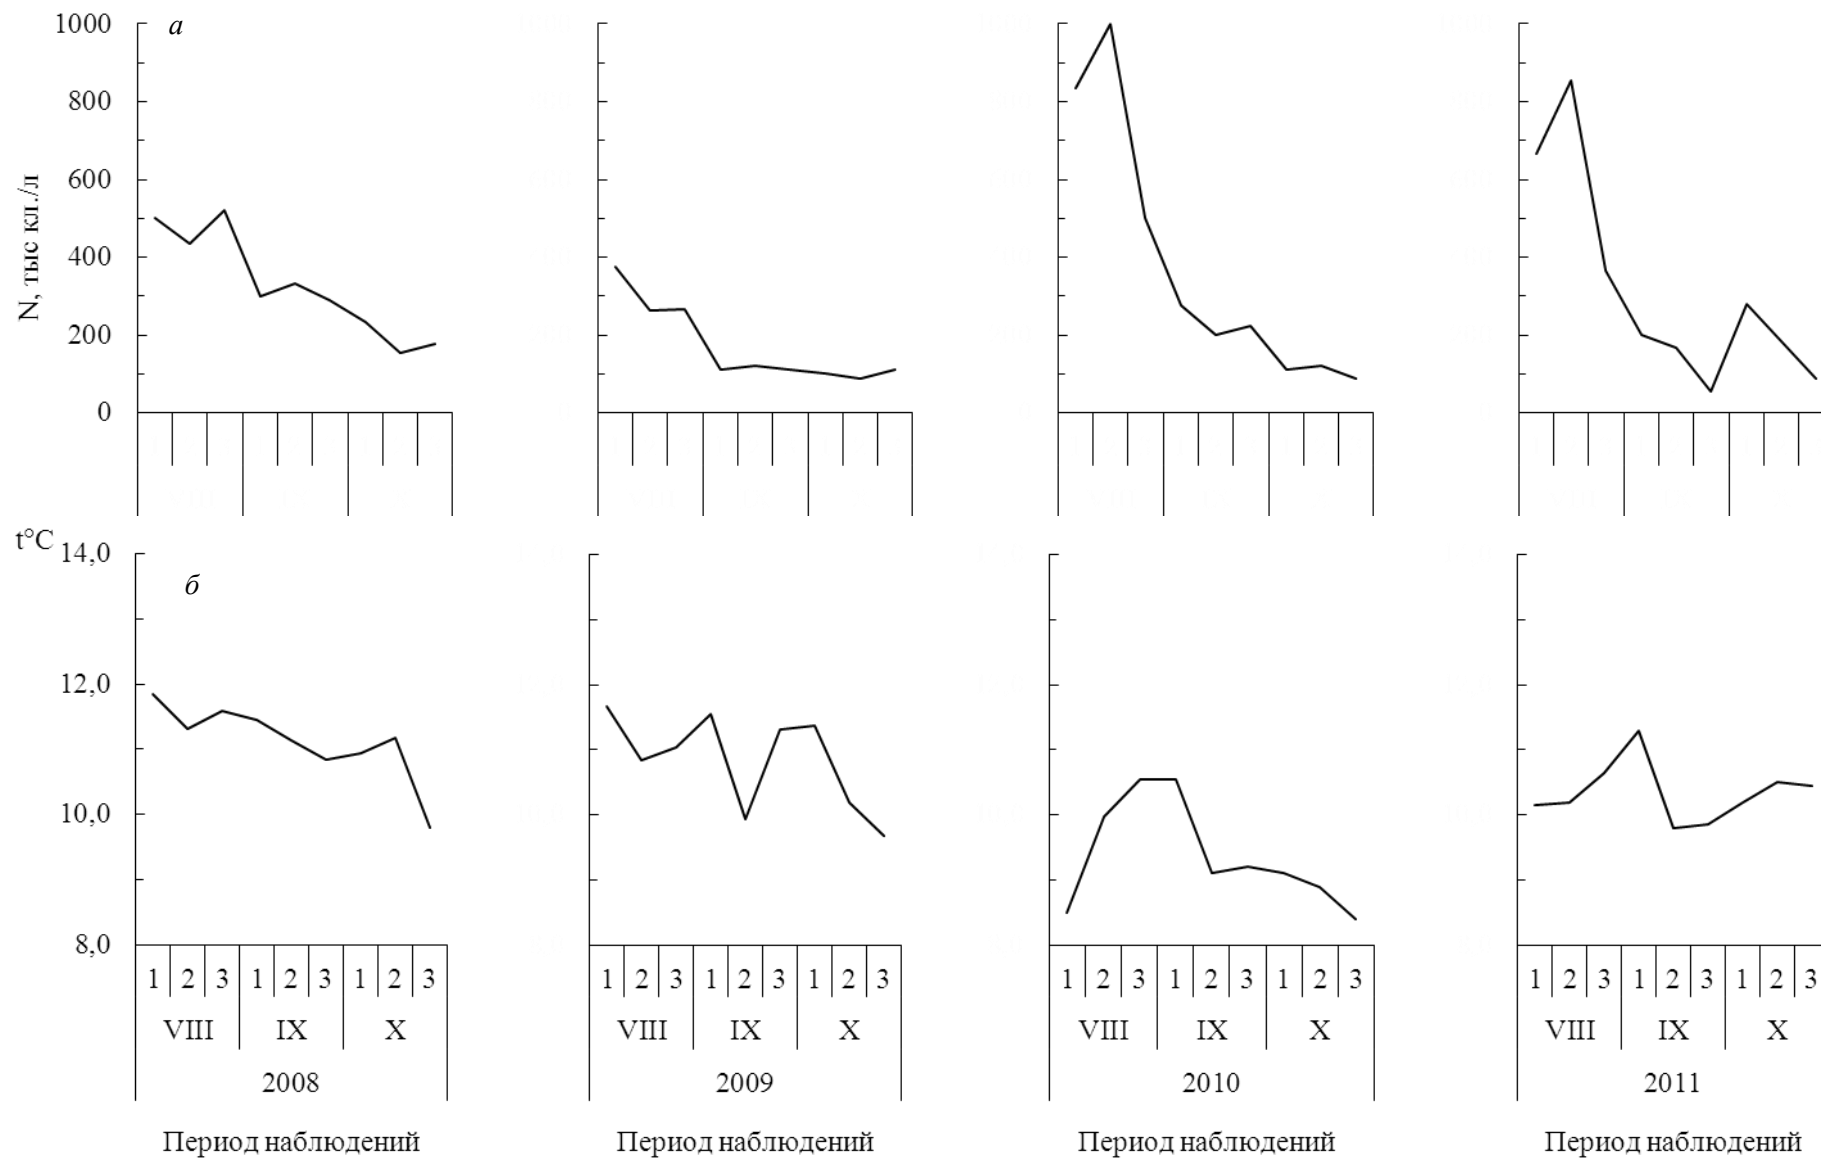 а
N, тыс кл./л
1000
800
600
400
200
0
t°C
б
14,0
12,0
10,0
8,0
1 2 3 1 2 3 1 2 3
VIII IX X
2008
Период наблюдений
1 2 3 1 2 3 1 2 3
VIII IX X
2009
Период наблюдений
1 2 3 1 2 3 1 2 3
VIII IX X
2010
Период наблюдений
1 2 3 1 2 3 1 2 3
VIII IX X
2011
Период наблюдений